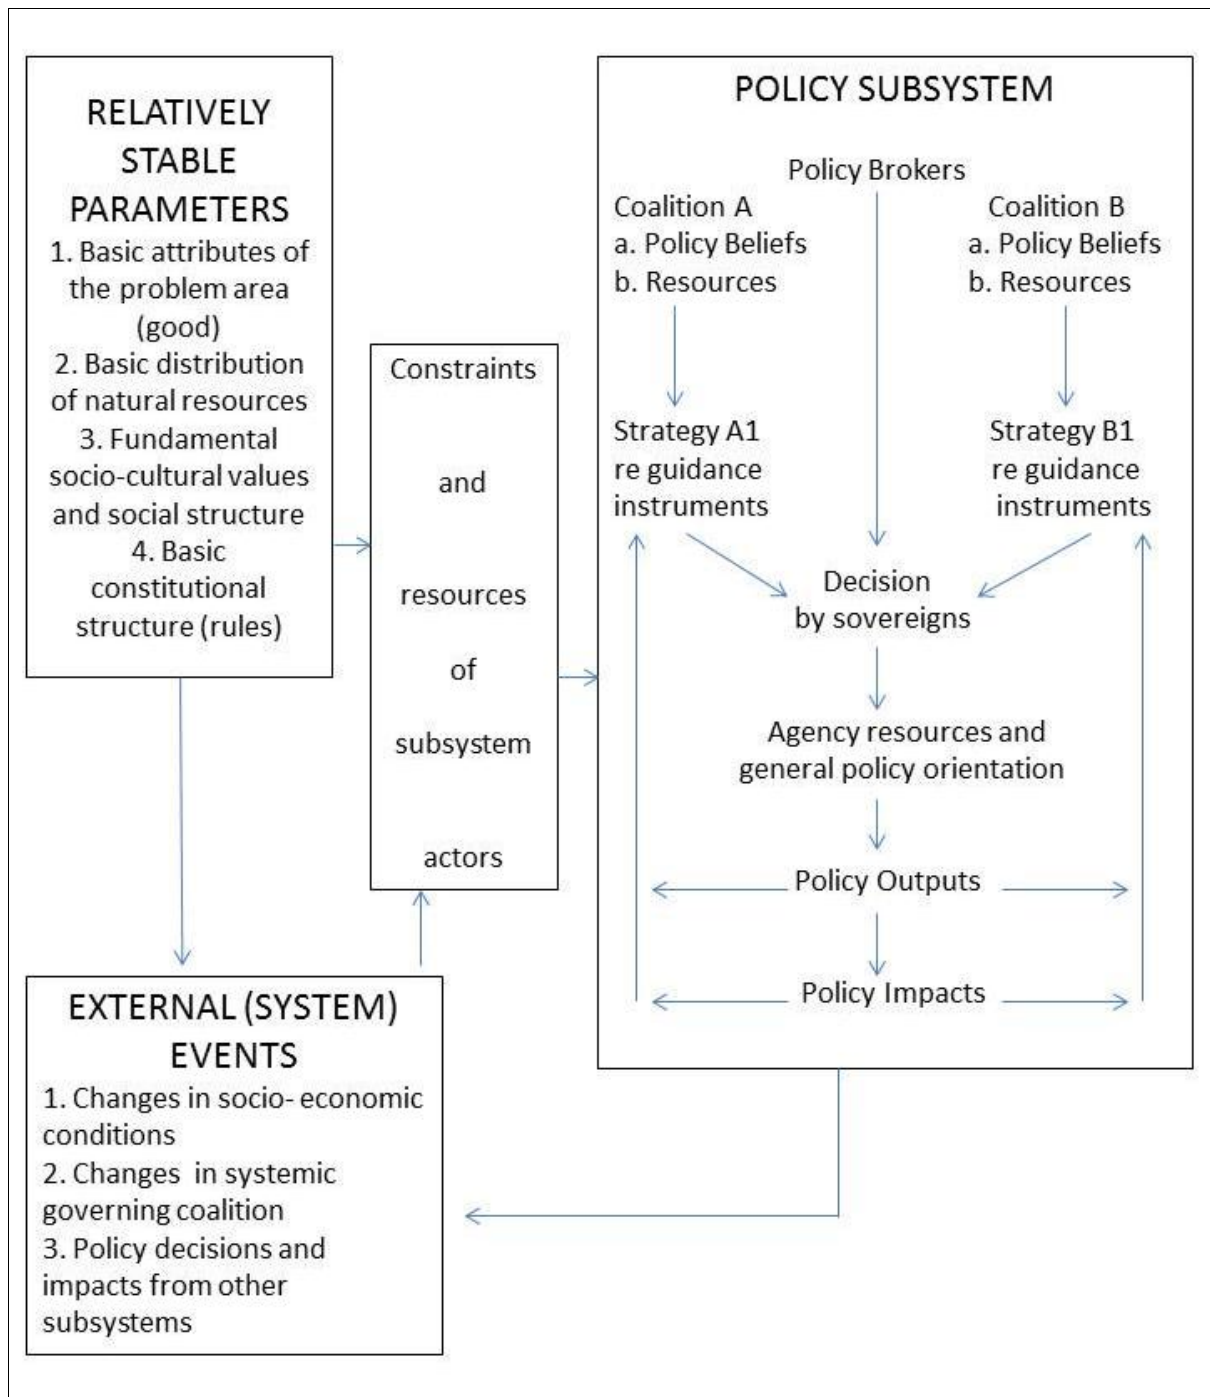 RELATIVELY
STABLE
PARAMETERS
1. Basic attributes of
the problem area
(good)
2. Basic distribution
of natural resources
3. Fundamental
socio-cultural values
and social structure
4. Basic
constitutional
structure (rules)
Constraints
and
resources
of
subsystem
actors
POLICY SUBSYSTEM
Policy Brokers
Coalition A
a. Policy Beliefs
b. Resources
Coalition B
a. Policy Beliefs
b. Resources
Strategy A1
re guidance
instruments
Strategy B1
re guidance
instruments
Decision
by sovereigns
Agency resources and
general policy orientation
Policy Outputs
Policy Impacts
EXTERNAL (SYSTEM)
EVENTS
1. Changes in socio- economic
conditions
2. Changes in systemic
governing coalition
3. Policy decisions and
impacts from other
subsystems